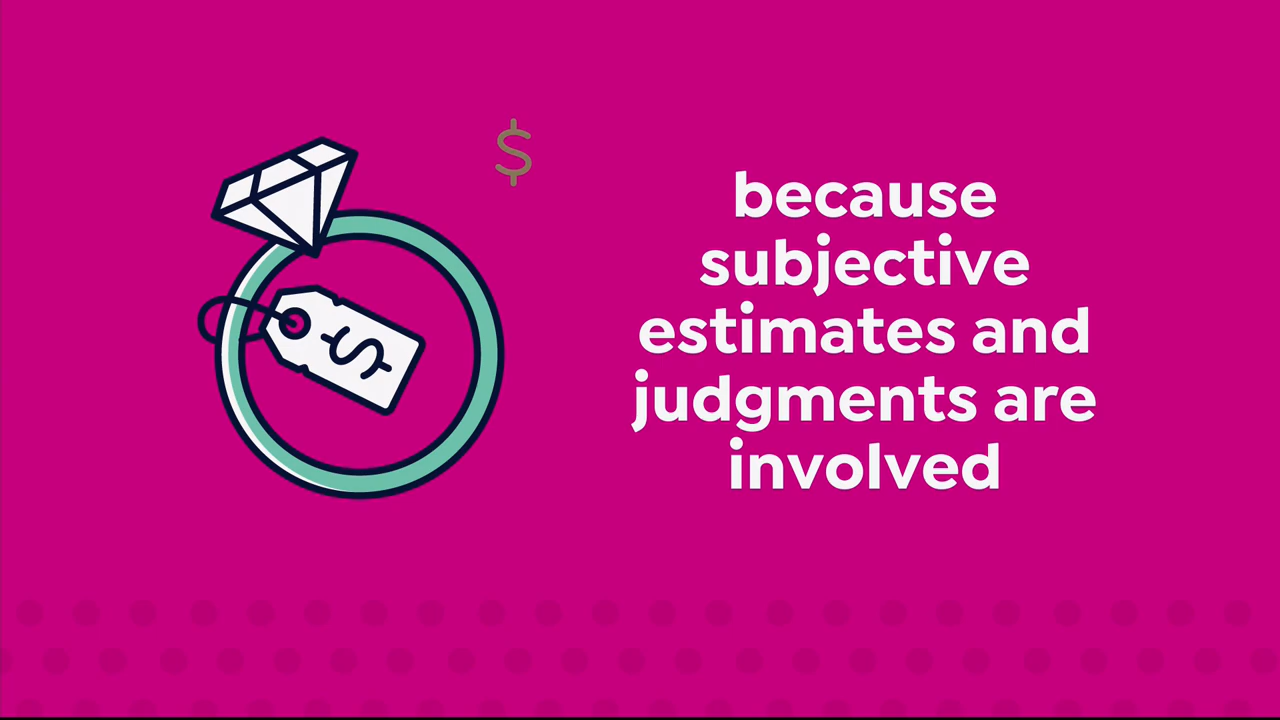 $
because
subjective
estimates and
judgments are
involved
$